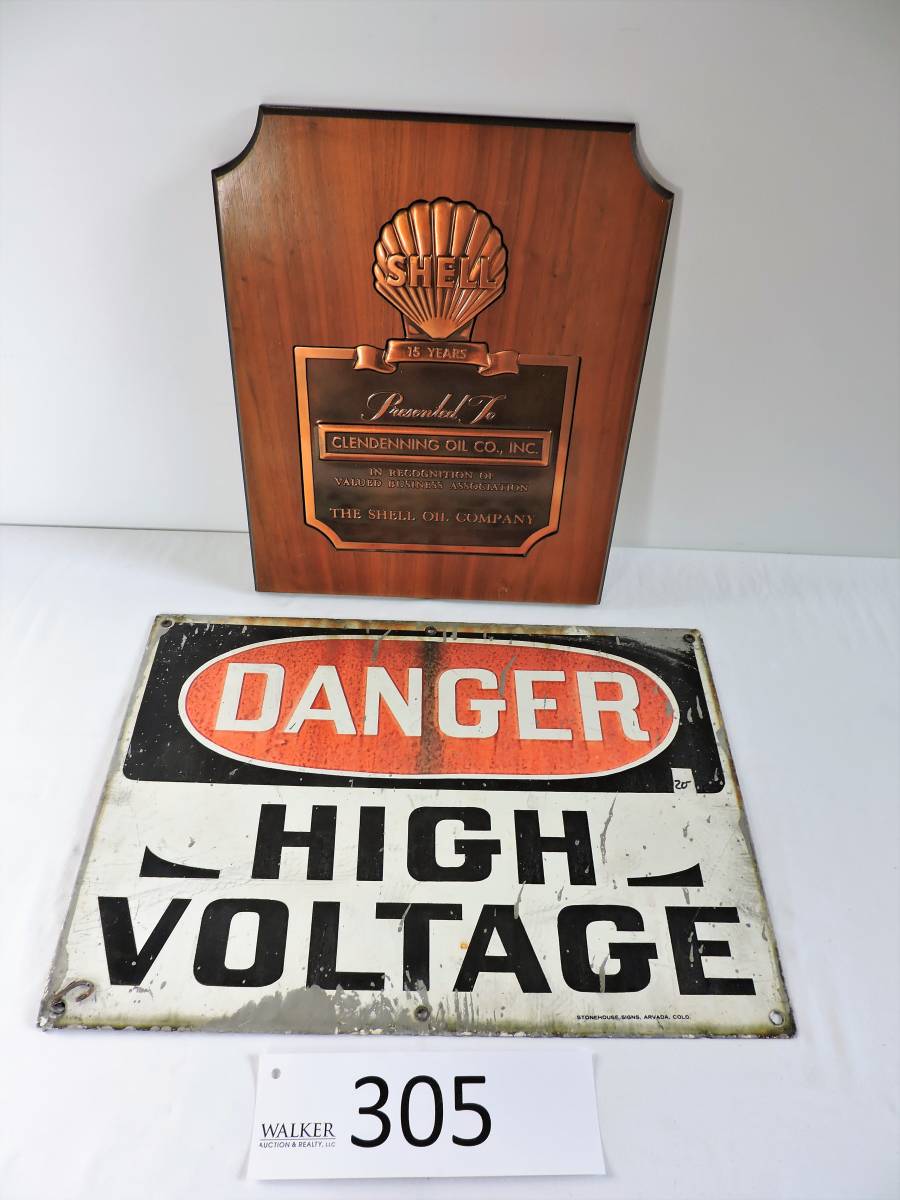 SHELL
15 YEARS
Presented To
CLENDENNING OIL CO., INC.
IN RECOGNITION OF
VALUED BUSINESS ASSOCIATION
THE SHELL OIL COMPANY
DANGER
25
HIGH
VOLTAGE
STONEHOUSE SIGNS, ARVADA, COLO.
WALKER
AUCTION & REALTY, LLC
305